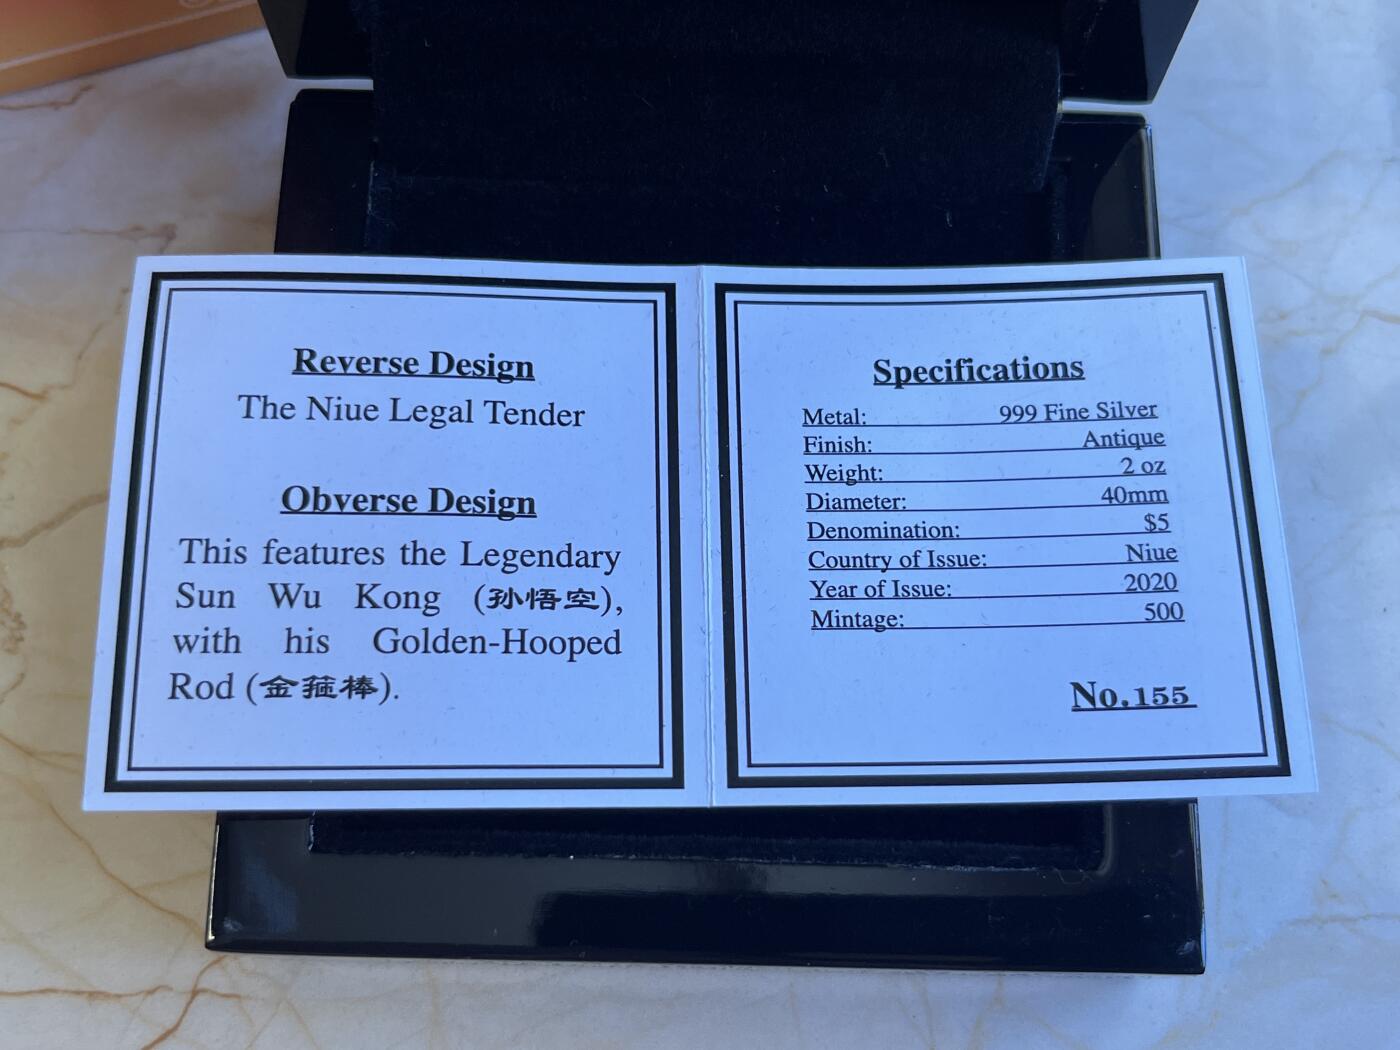 Reverse Design
The Niue Legal Tender
Obverse Design
This features the Legendary
Sun Wu Kong (孙悟空),
with his Golden-Hooped
Rod (金箍棒).
Specifications
Metal: 999 Fine Silver
Finish: Antique
Weight: 2 oz
Diameter: 40mm
Denomination: $5
Country of Issue: Niue
Year of Issue: 2020
Mintage: 500
No.155